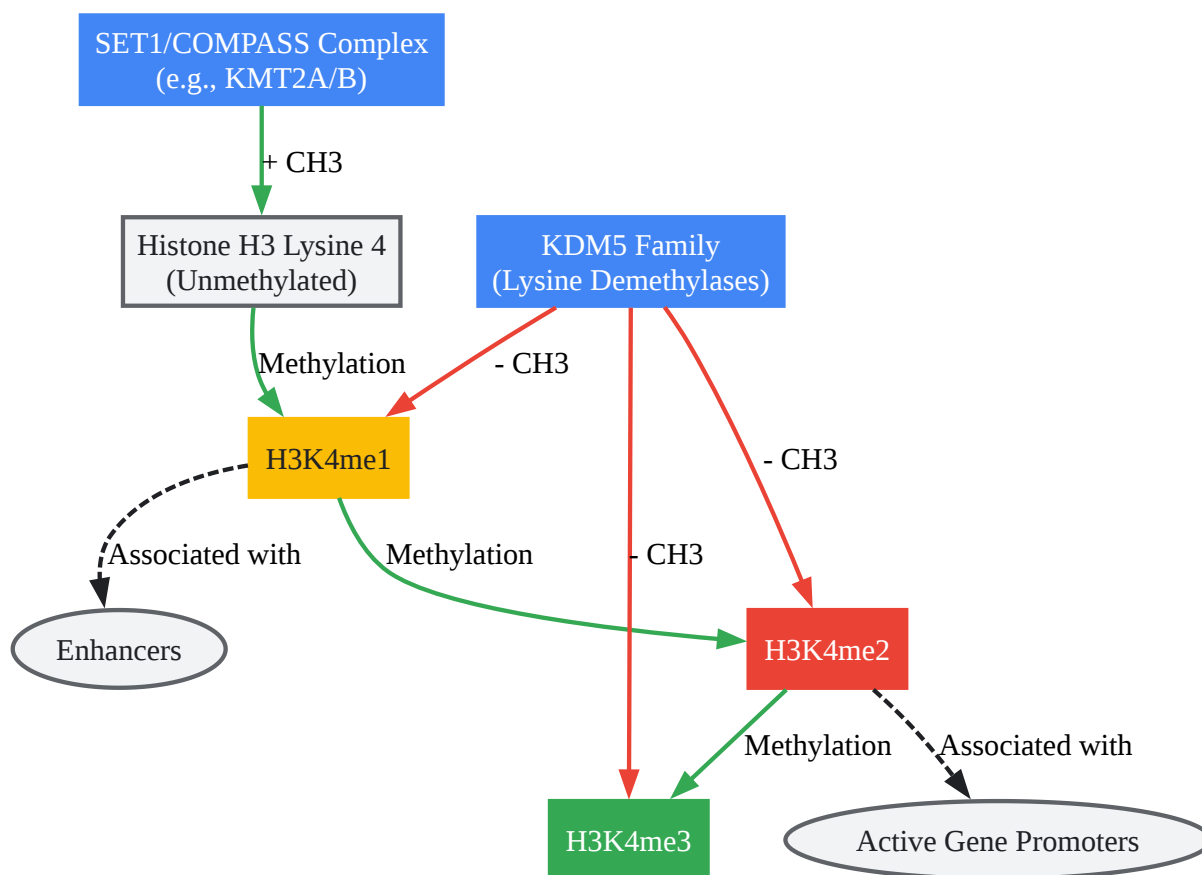 SET1/COMPASS Complex
(e.g., KMT2A/B)
+ CH3
Histone H3 Lysine 4
(Unmethylated)
KDM5 Family
(Lysine Demethylases)
Methylation
- CH3
H3K4me1
- CH3
Associated with
Methylation
- CH3
Enhancers
H3K4me2
Methylation
Associated with
H3K4me3
Active Gene Promoters